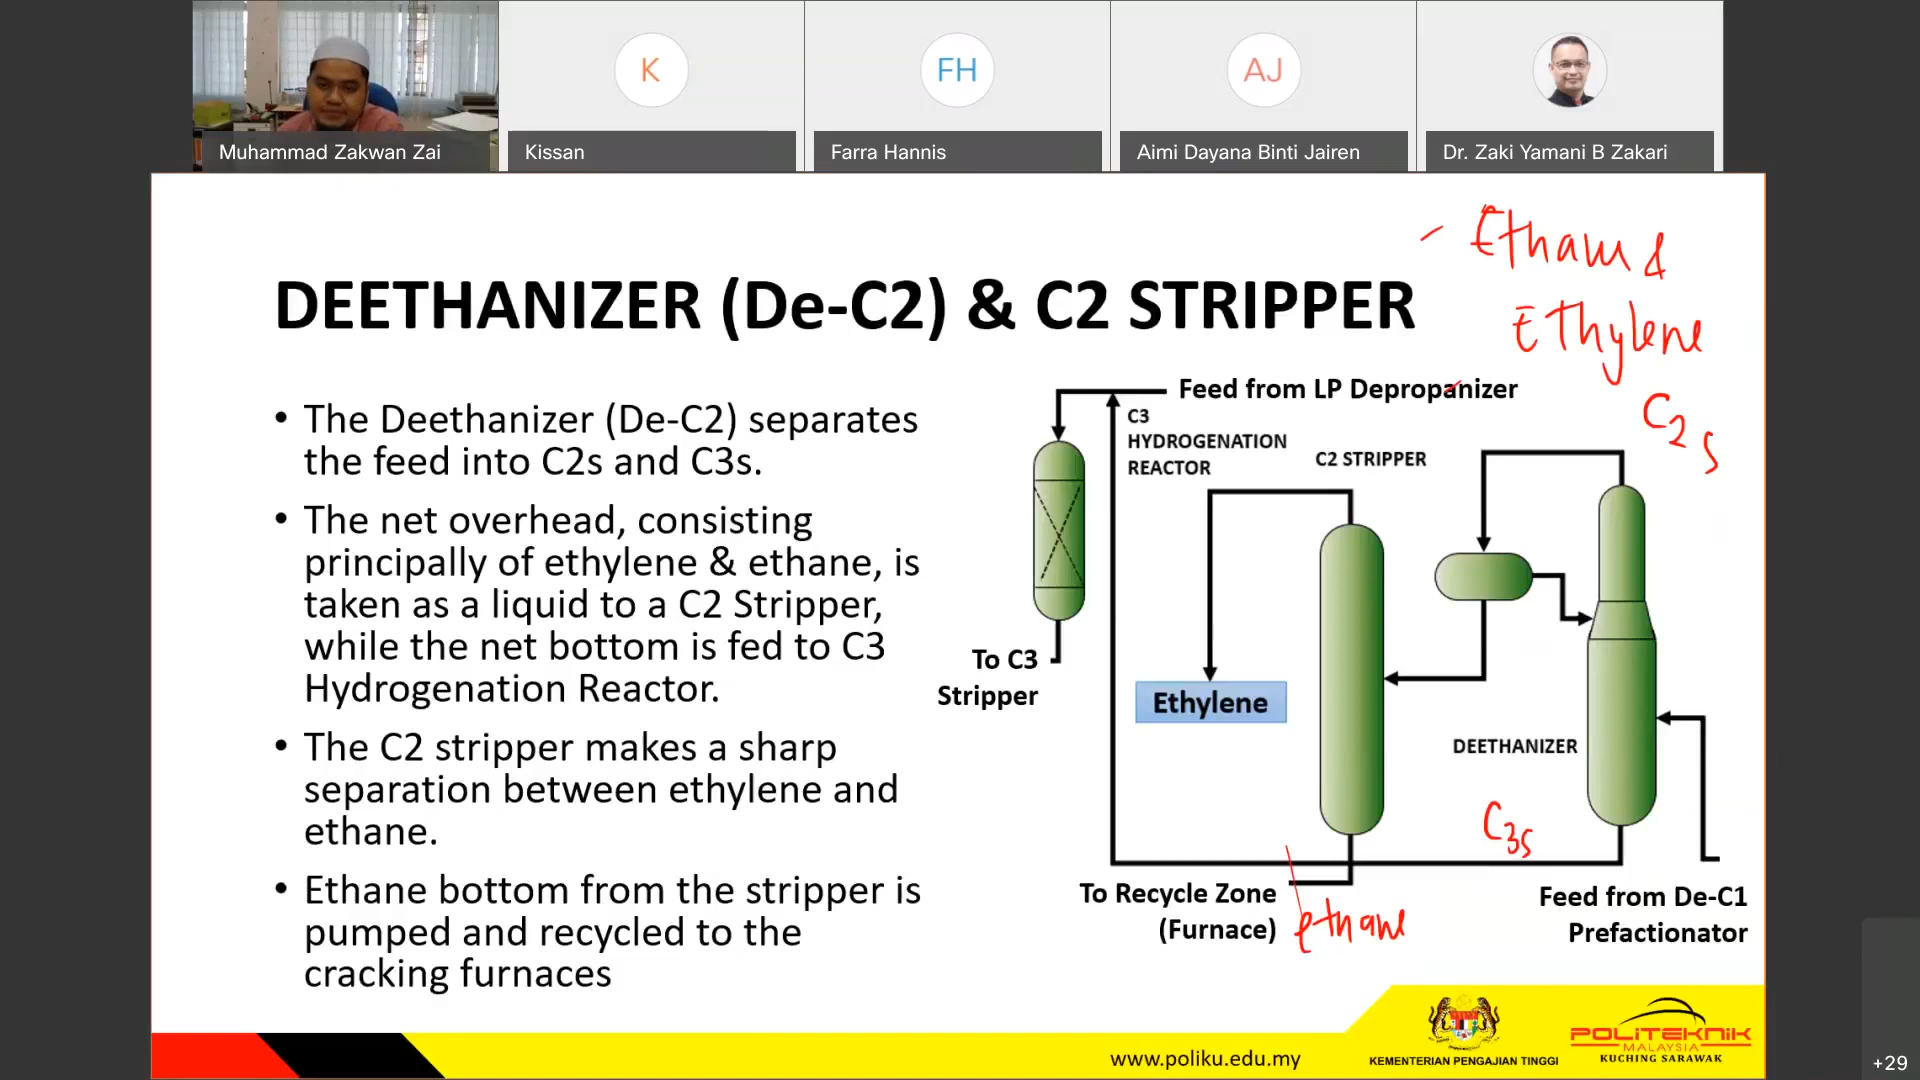 K
FH
AJ
Muhammad Zakwan Zai
Kissan
Farra Hannis
Aimi Dayana Binti Jairen
Dr. Zaki Yamani B Zakari
DEETHANIZER (De-C2) & C2 STRIPPER
- Ethane &
Ethylene
C2s
• The Deethanizer (De-C2) separates
the feed into C2s and C3s.
• The net overhead, consisting
principally of ethylene & ethane, is
taken as a liquid to a C2 Stripper,
while the net bottom is fed to C3
Hydrogenation Reactor.
• The C2 stripper makes a sharp
separation between ethylene and
ethane.
• Ethane bottom from the stripper is
pumped and recycled to the
cracking furnaces
Feed from LP Depropanizer
C3
HYDROGENATION
REACTOR
C2 STRIPPER
To C3
Stripper
Ethylene
DEETHANIZER
C3s
To Recycle Zone
(Furnace)
ethane
Feed from De-C1
Prefactionator
www.poliku.edu.my
KEMENTERIAN PENGAJIAN TINGGI
POLITEKNIK
MALAYSIA
KUCHING SARAWAK
+29